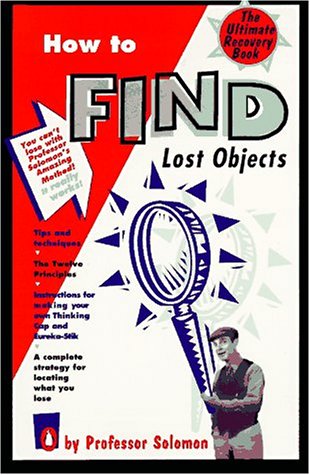 How to
FIND
Lost Objects
The
Ultimate
Recovery
Book
You can't
lose with
Professor
Solomon's
Amazing
Method!
It really
works!
Tips and
techniques
The Twelve
Principles
Instructions for
making your
own Thinking
Cap and
Eureka-Stik
A complete
strategy for
locating
what you
lose
by Professor Solomon